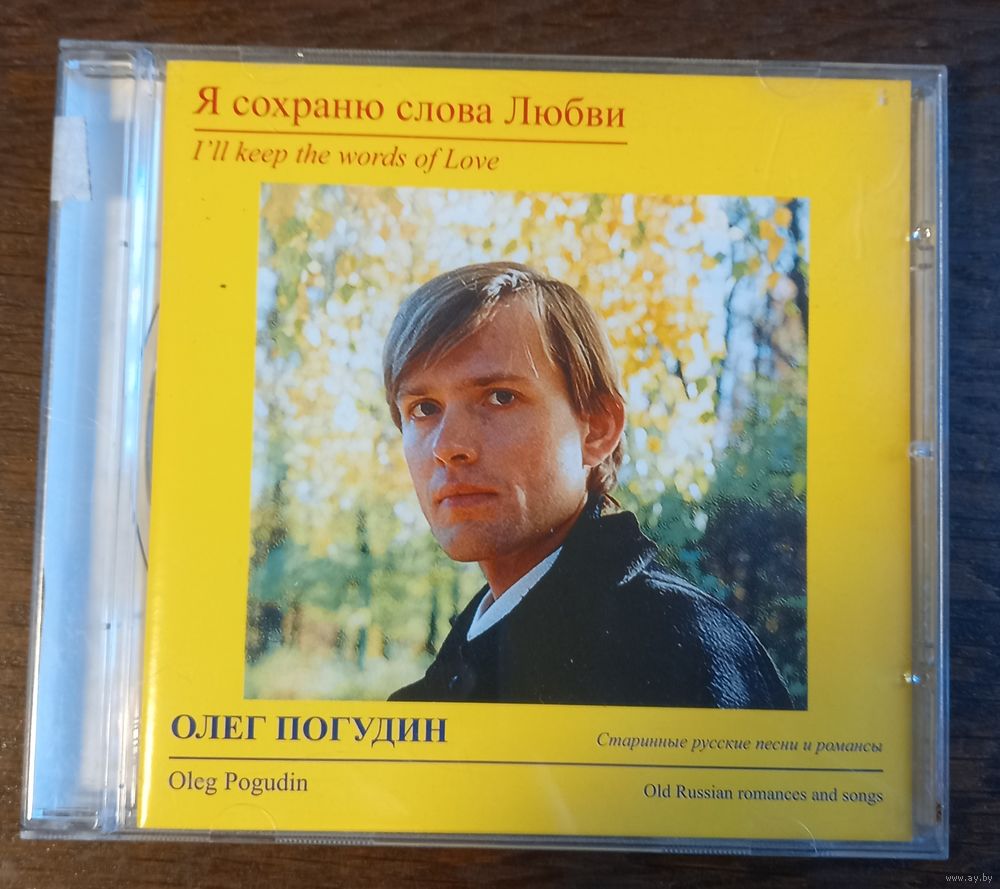 Я сохраню слова Любви
I'll keep the words of Love
ОЛЕГ ПОГУДИН
Старинные русские песни и романсы
Oleg Pogudin
Old Russian romances and songs
www.ay.by